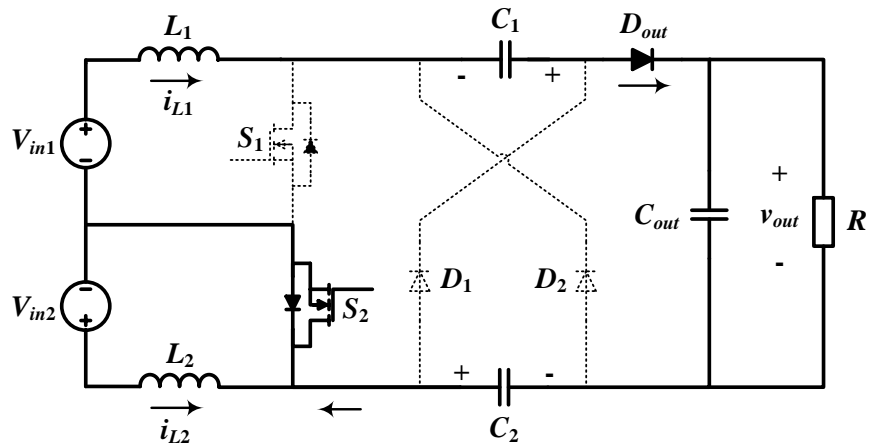 L1
C1
Dout
- +
iL1
S1
+
Vin1
-
+
Cout
vout
R
-
-
Vin2
+
D1
D2
S2
L2
+ -
iL2
C2